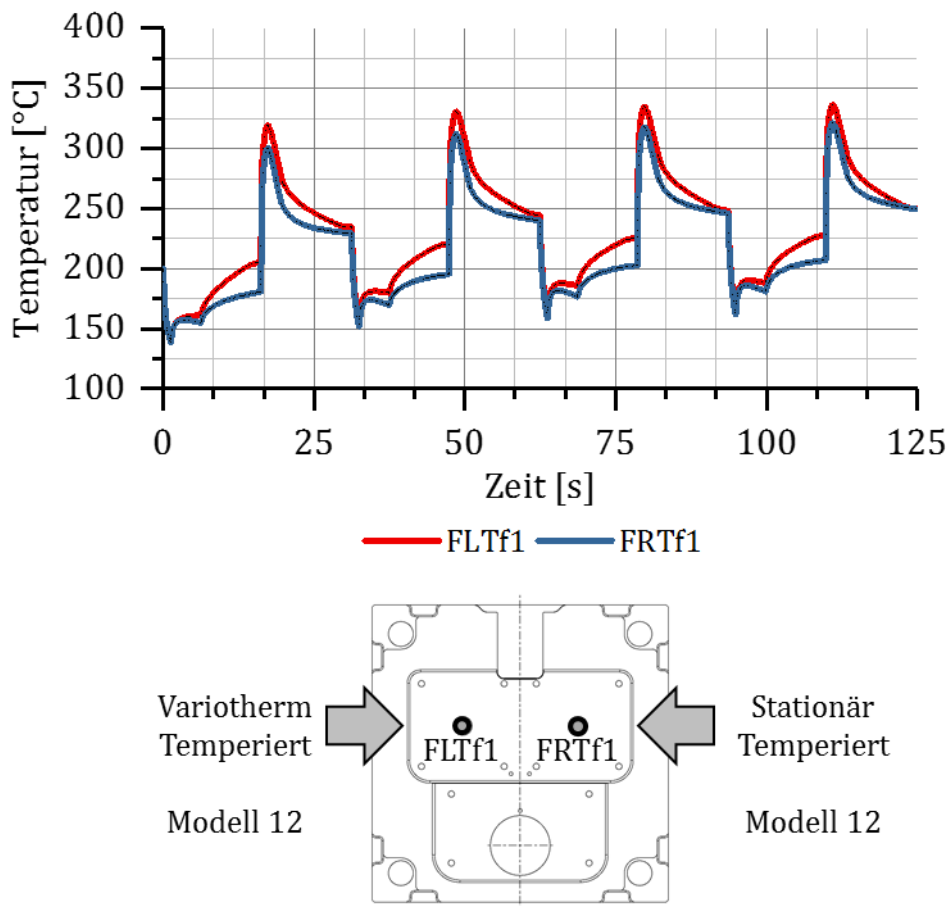 400
350
300
250
200
150
100
Temperatur [°C]
0 25 50 75 100 125
Zeit [s]
FLTf1 FRTf1
Variotherm
Temperiert
FLTf1 FRTf1
Stationär
Temperiert
Modell 12 Modell 12